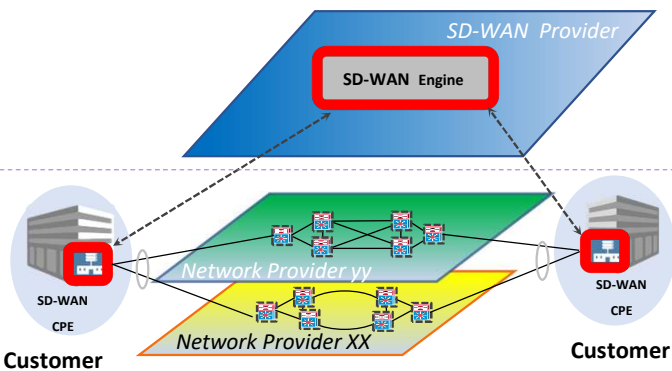 SD-WAN Provider
SD-WAN Engine
Network Provider yy
SD-WAN
CPE
SD-WAN
CPE
Network Provider XX
Customer
Customer